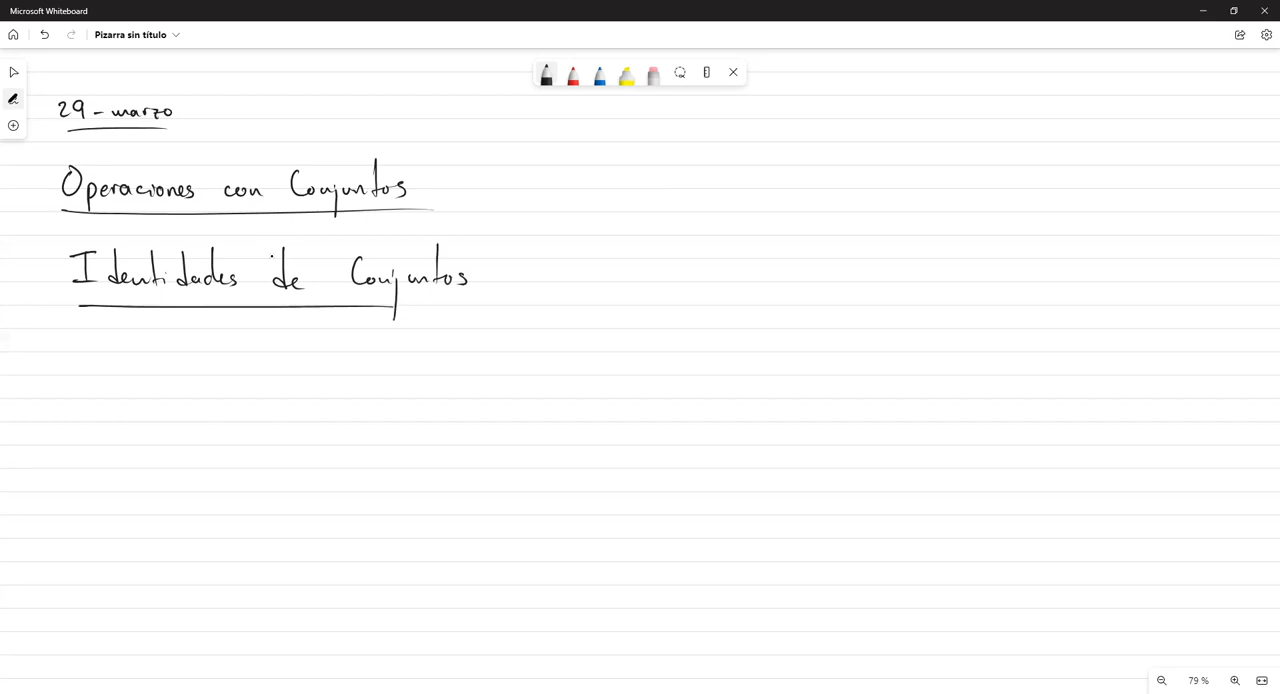 Microsoft Whiteboard
Pizarra sin título
29 - marzo
Operaciones con Conjuntos
Identidades de Conjuntos
79 %